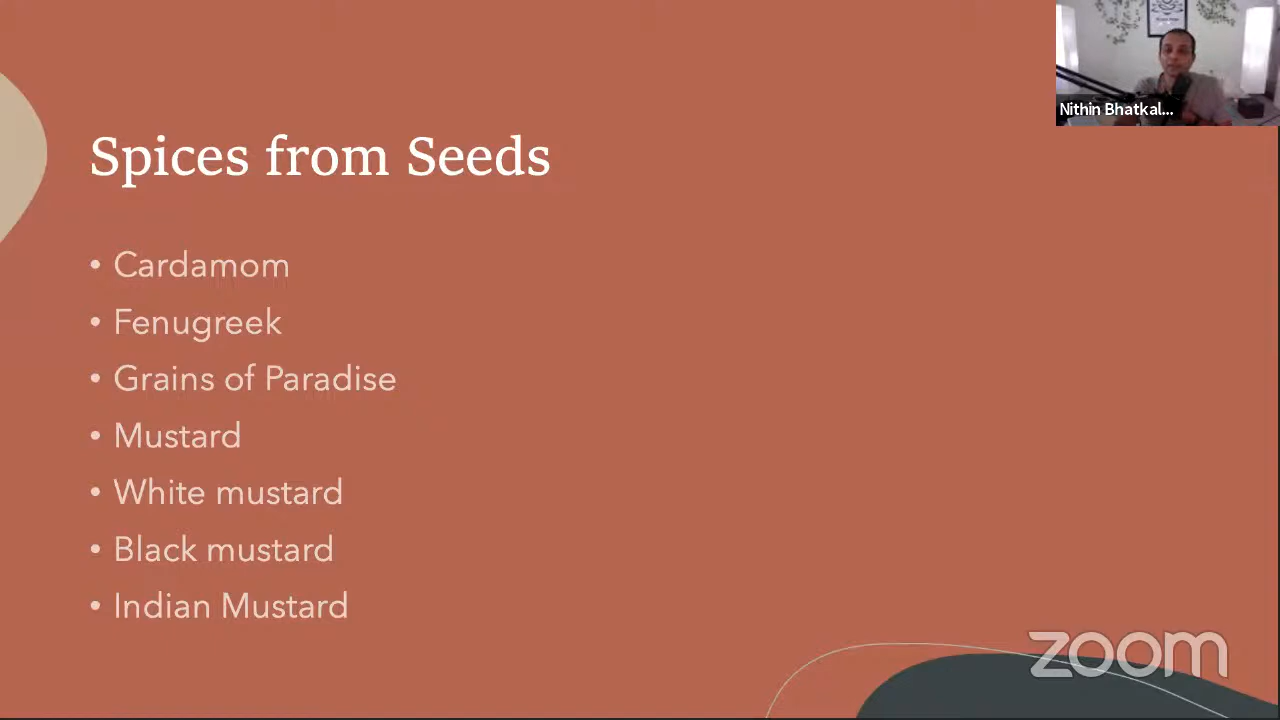 Nithin Bhatkal...
Spices from Seeds
• Cardamom
• Fenugreek
• Grains of Paradise
• Mustard
• White mustard
• Black mustard
• Indian Mustard
zoom